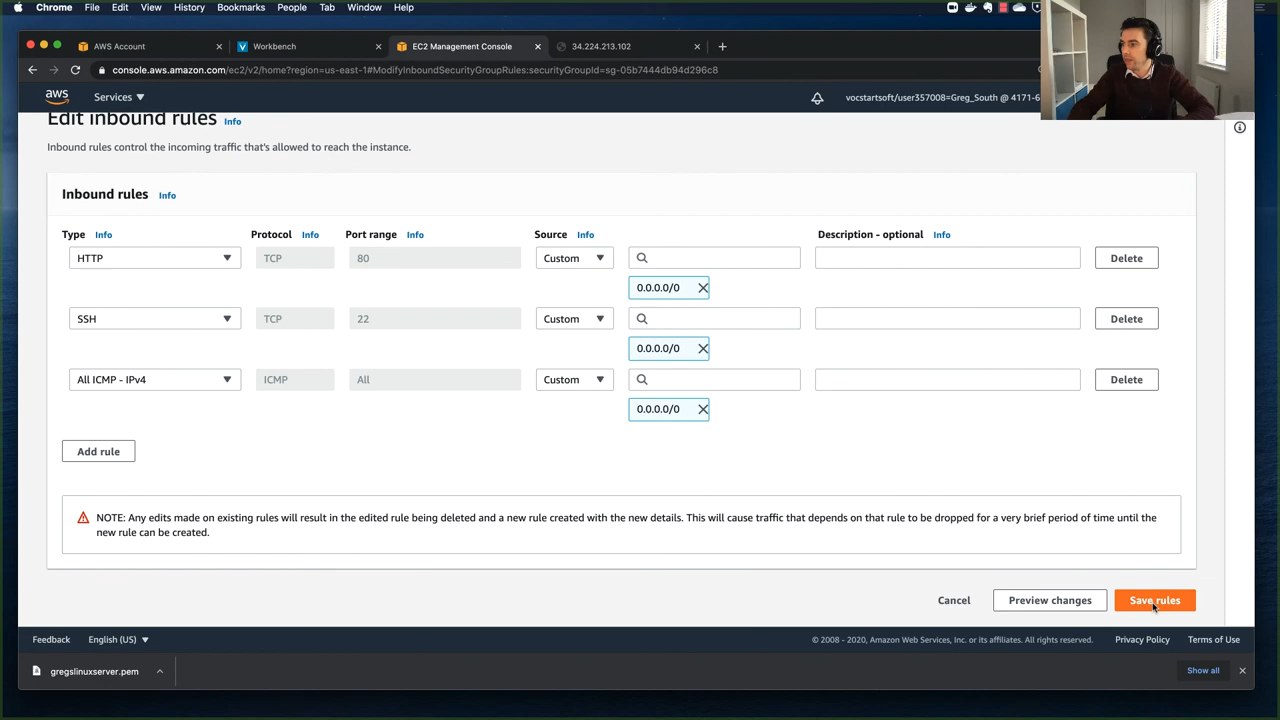 Chrome File Edit View History Bookmarks People Tab Window Help
AWS Account Workbench EC2 Management Console 34.224.213.102
console.aws.amazon.com/ec2/v2/home?region=us-east-1#ModifyInboundSecurityGroupRules:securityGroupId=sg-05b7444db94d296c8
aws Services vocstartsoft/user357008=Greg_South @ 4171-6
Edit inbound rules Info
Inbound rules control the incoming traffic that's allowed to reach the instance.
Inbound rules Info
Type Info Protocol Info Port range Info Source Info Description - optional Info
HTTP TCP 80 Custom Delete
0.0.0.0/0
SSH TCP 22 Custom Delete
0.0.0.0/0
All ICMP - IPv4 ICMP All Custom Delete
0.0.0.0/0
Add rule
NOTE: Any edits made on existing rules will result in the edited rule being deleted and a new rule created with the new details. This will cause traffic that depends on that rule to be dropped for a very brief period of time until the
new rule can be created.
Cancel Preview changes Save rules
Feedback English (US) © 2008 - 2020, Amazon Web Services, Inc. or its affiliates. All rights reserved. Privacy Policy Terms of Use
gregslinuxserver.pem Show all